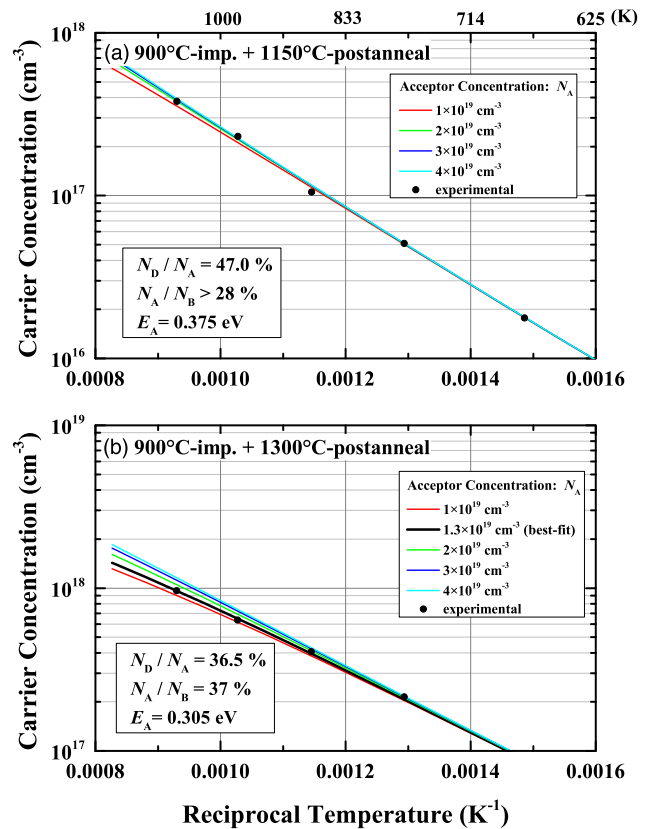 1000 833 714 625 (K)
10^18
(a) 900°C-imp. + 1150°C-postanneal
Acceptor Concentration: N_A
1×10^19 cm^-3
2×10^19 cm^-3
3×10^19 cm^-3
4×10^19 cm^-3
experimental
10^17
N_D / N_A = 47.0 %
N_A / N_B > 28 %
E_A= 0.375 eV
10^16
Carrier Concentration (cm^-3)
0.0008 0.0010 0.0012 0.0014 0.0016
10^19
(b) 900°C-imp. + 1300°C-postanneal
Acceptor Concentration: N_A
1×10^19 cm^-3
1.3×10^19 cm^-3 (best-fit)
2×10^19 cm^-3
3×10^19 cm^-3
4×10^19 cm^-3
experimental
10^18
N_D / N_A = 36.5 %
N_A / N_B = 37 %
E_A = 0.305 eV
10^17
Carrier Concentration (cm^-3)
0.0008 0.0010 0.0012 0.0014 0.0016
Reciprocal Temperature (K^-1)